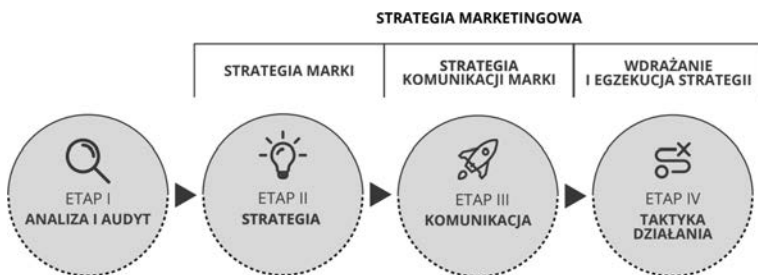 STRATEGIA MARKETINGOWA
STRATEGIA MARKI
STRATEGIA
KOMUNIKACJI MARKI
WDRAŻANIE
I EGZEKUCJA STRATEGII
ETAP I
ANALIZA I AUDYT
ETAP II
STRATEGIA
ETAP III
KOMUNIKACJA
ETAP IV
TAKTYKA
DZIAŁANIA